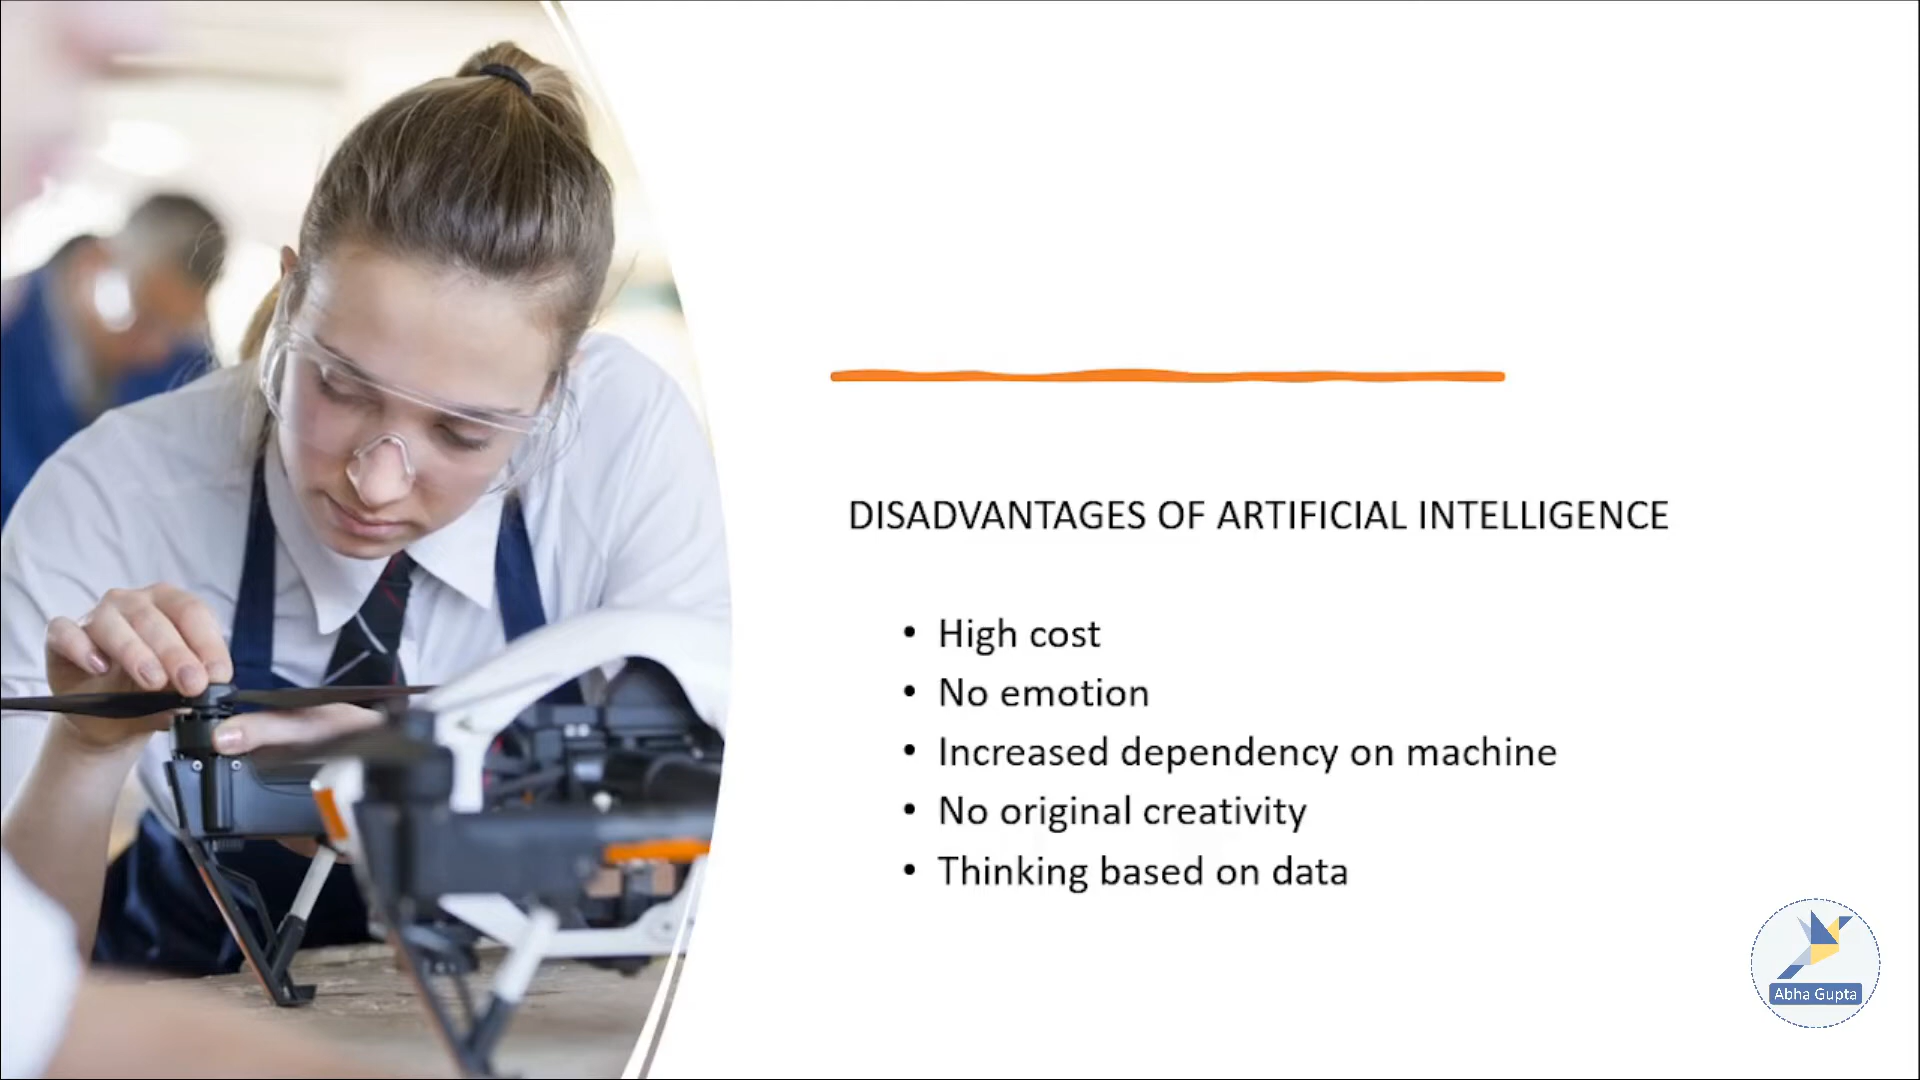 DISADVANTAGES OF ARTIFICIAL INTELLIGENCE
• High cost
• No emotion
• Increased dependency on machine
• No original creativity
• Thinking based on data
Abha Gupta